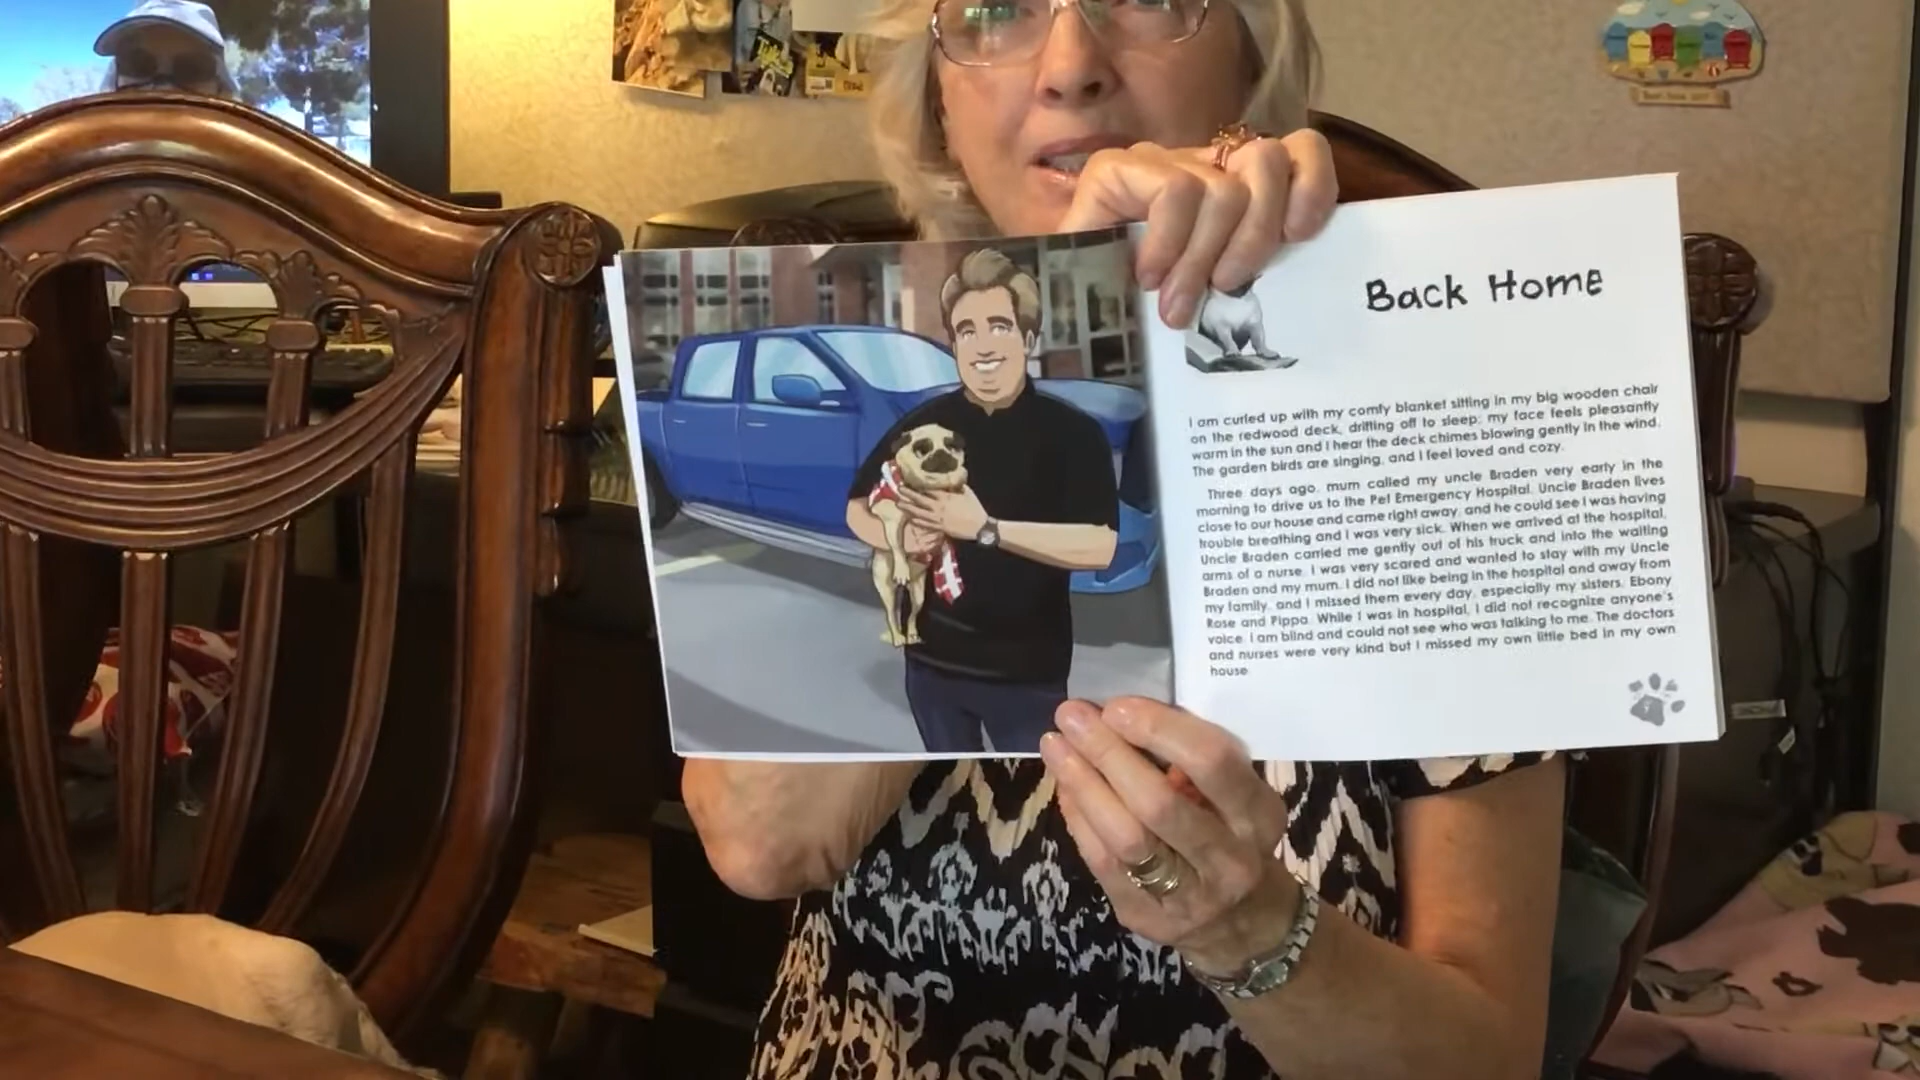 Back Home
I am curled up with my comfy blanket sitting in my big wooden chair
on the redwood deck, drifting off to sleep; my face feels pleasantly
warm in the sun and I hear the deck chimes blowing gently in the wind.
The garden birds are singing, and I feel loved and cozy.
Three days ago, mum called my uncle Braden very early in the
morning to drive us to the Pet Emergency Hospital. Uncle Braden lives
close to our house and came right away, and he could see I was having
trouble breathing and I was very sick. When we arrived at the hospital,
Uncle Braden carried me gently out of his truck and into the waiting
arms of a nurse. I was very scared and wanted to stay with my Uncle
Braden and my mum. I did not like being in the hospital and away from
my family, and I missed them every day, especially my sisters, Ebony
Rose and Pippa. While I was in hospital, I did not recognize anyone's
voice. I am blind and could not see who was talking to me. The doctors
and nurses were very kind but I missed my own little bed in my own
house.